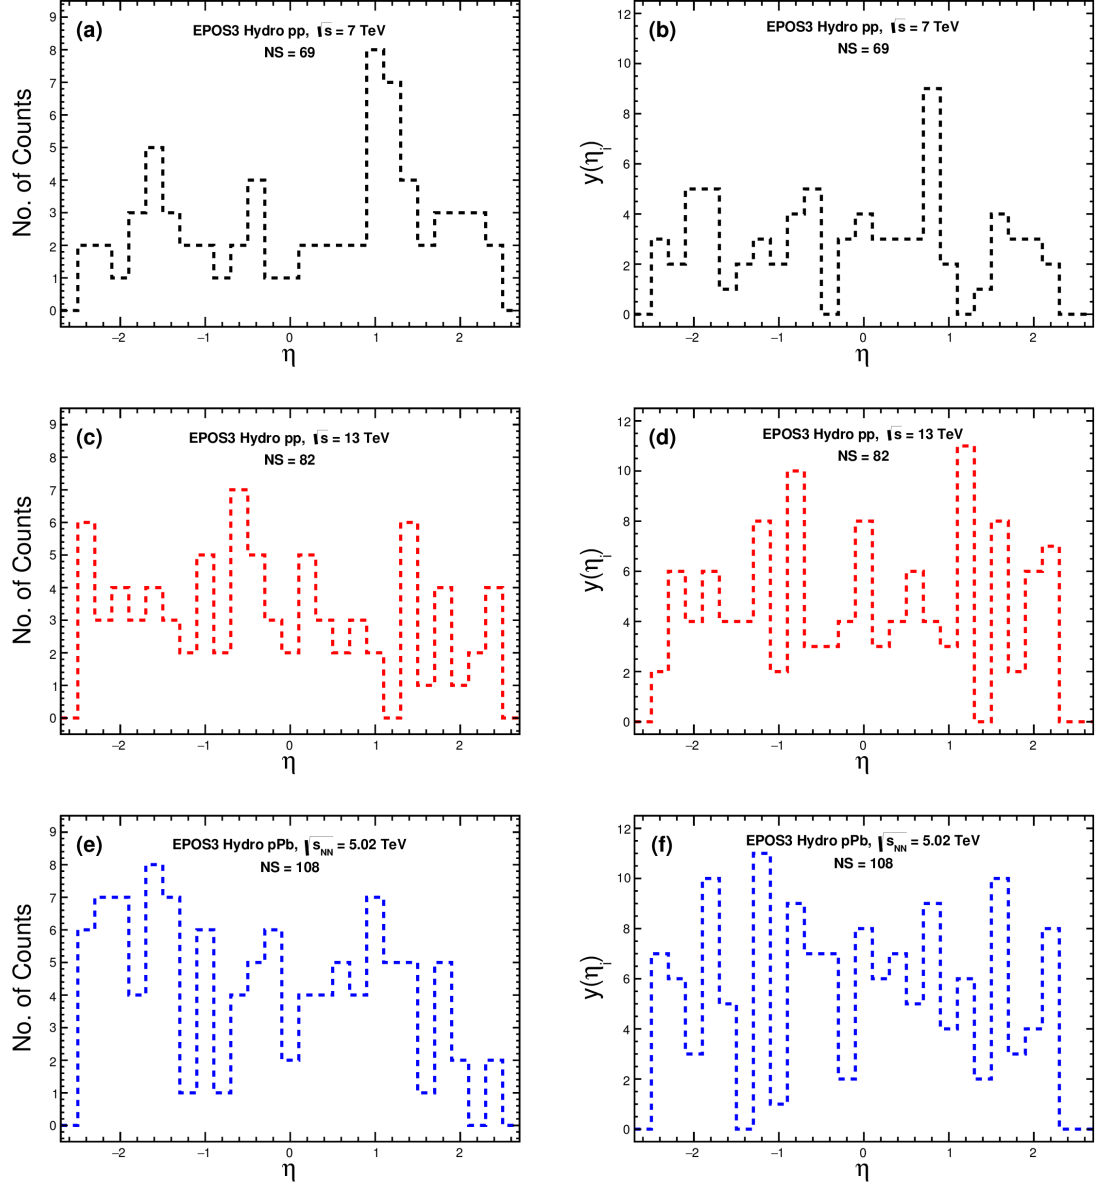 (a)
EPOS3 Hydro pp, √s = 7 TeV
NS = 69
No. of Counts
9
8
7
6
5
4
3
2
1
0
−2 −1 0 1 2
η
(b)
EPOS3 Hydro pp, √s = 7 TeV
NS = 69
y(η_i)
12
10
8
6
4
2
0
−2 −1 0 1 2
η
(c)
EPOS3 Hydro pp, √s = 13 TeV
NS = 82
No. of Counts
9
8
7
6
5
4
3
2
1
0
−2 −1 0 1 2
η
(d)
EPOS3 Hydro pp, √s = 13 TeV
NS = 82
y(η_i)
12
10
8
6
4
2
0
−2 −1 0 1 2
η
(e)
EPOS3 Hydro pPb, √s_NN = 5.02 TeV
NS = 108
No. of Counts
9
8
7
6
5
4
3
2
1
0
−2 −1 0 1 2
η
(f)
EPOS3 Hydro pPb, √s_NN = 5.02 TeV
NS = 108
y(η_i)
12
10
8
6
4
2
0
−2 −1 0 1 2
η